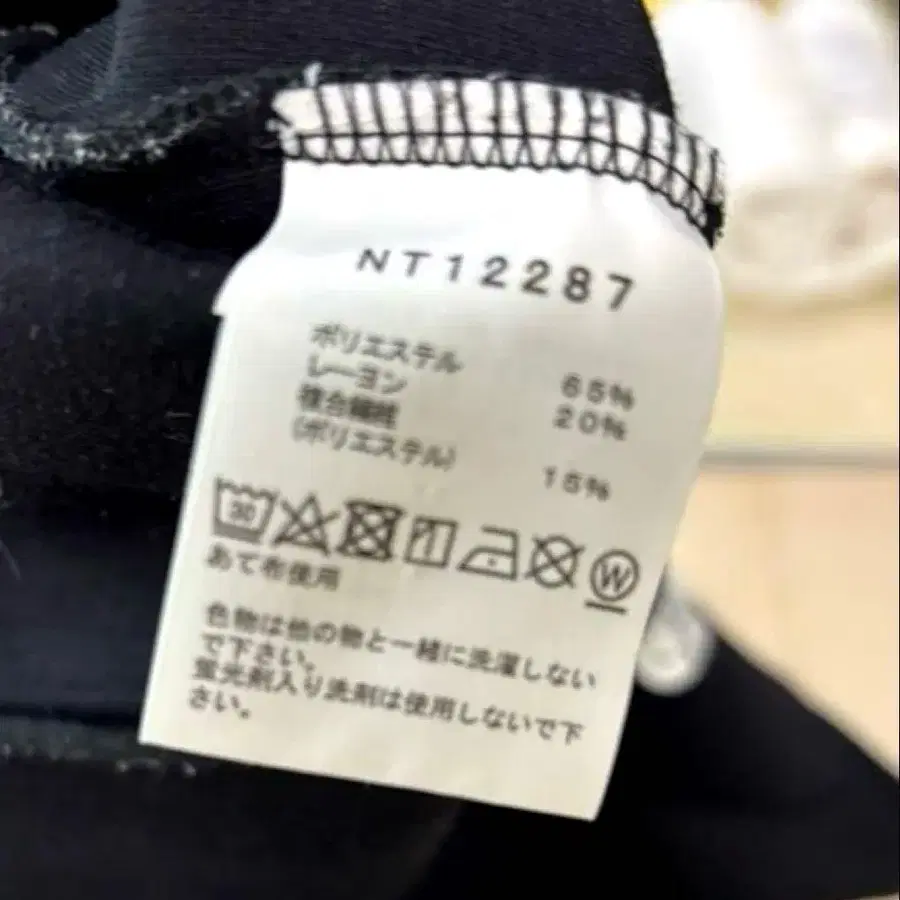 NT12287
ポリエステル 65%
レーヨン 20%
複合繊維
(ポリエステル) 15%
30 W
あて布使用
色物は他の物と一緒に洗濯しない
で下さい。
蛍光剤入り洗剤は使用しないで下
さい。